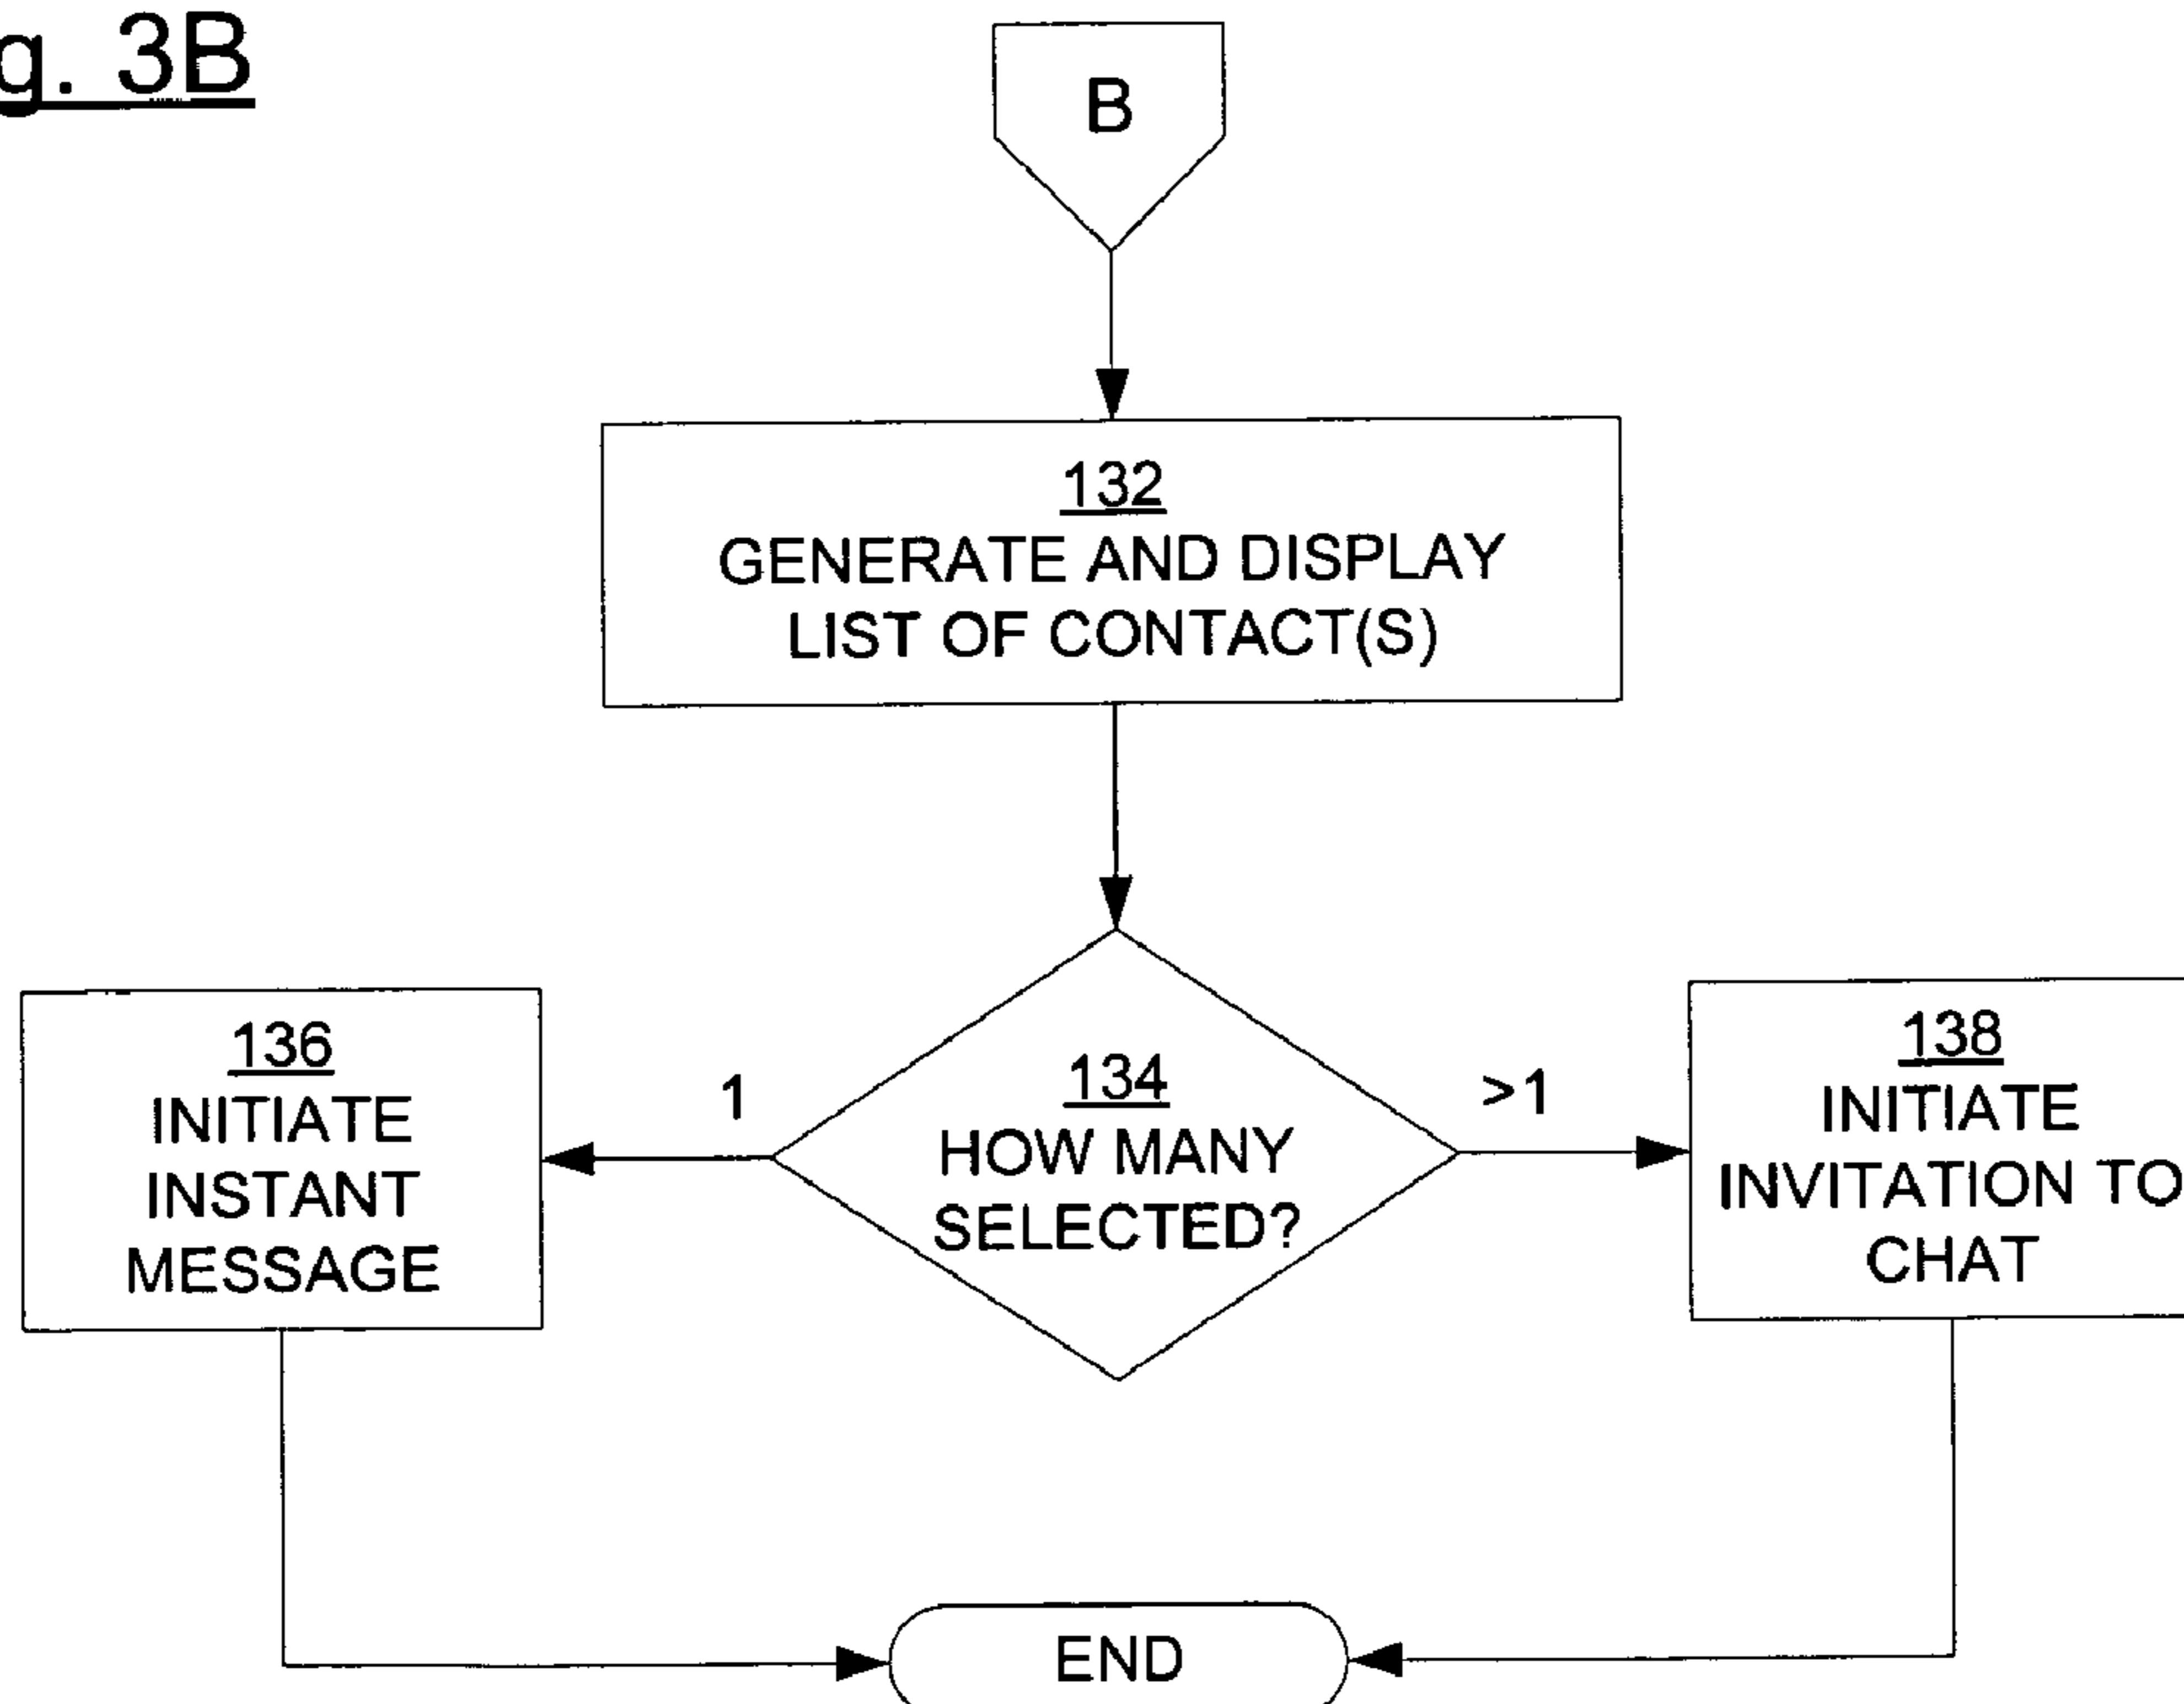 g. 3B
B
132
GENERATE AND DISPLAY
LIST OF CONTACT(S)
136
INITIATE
INSTANT
MESSAGE
1
134
HOW MANY
SELECTED?
>1
138
INITIATE
INVITATION TO
CHAT
END